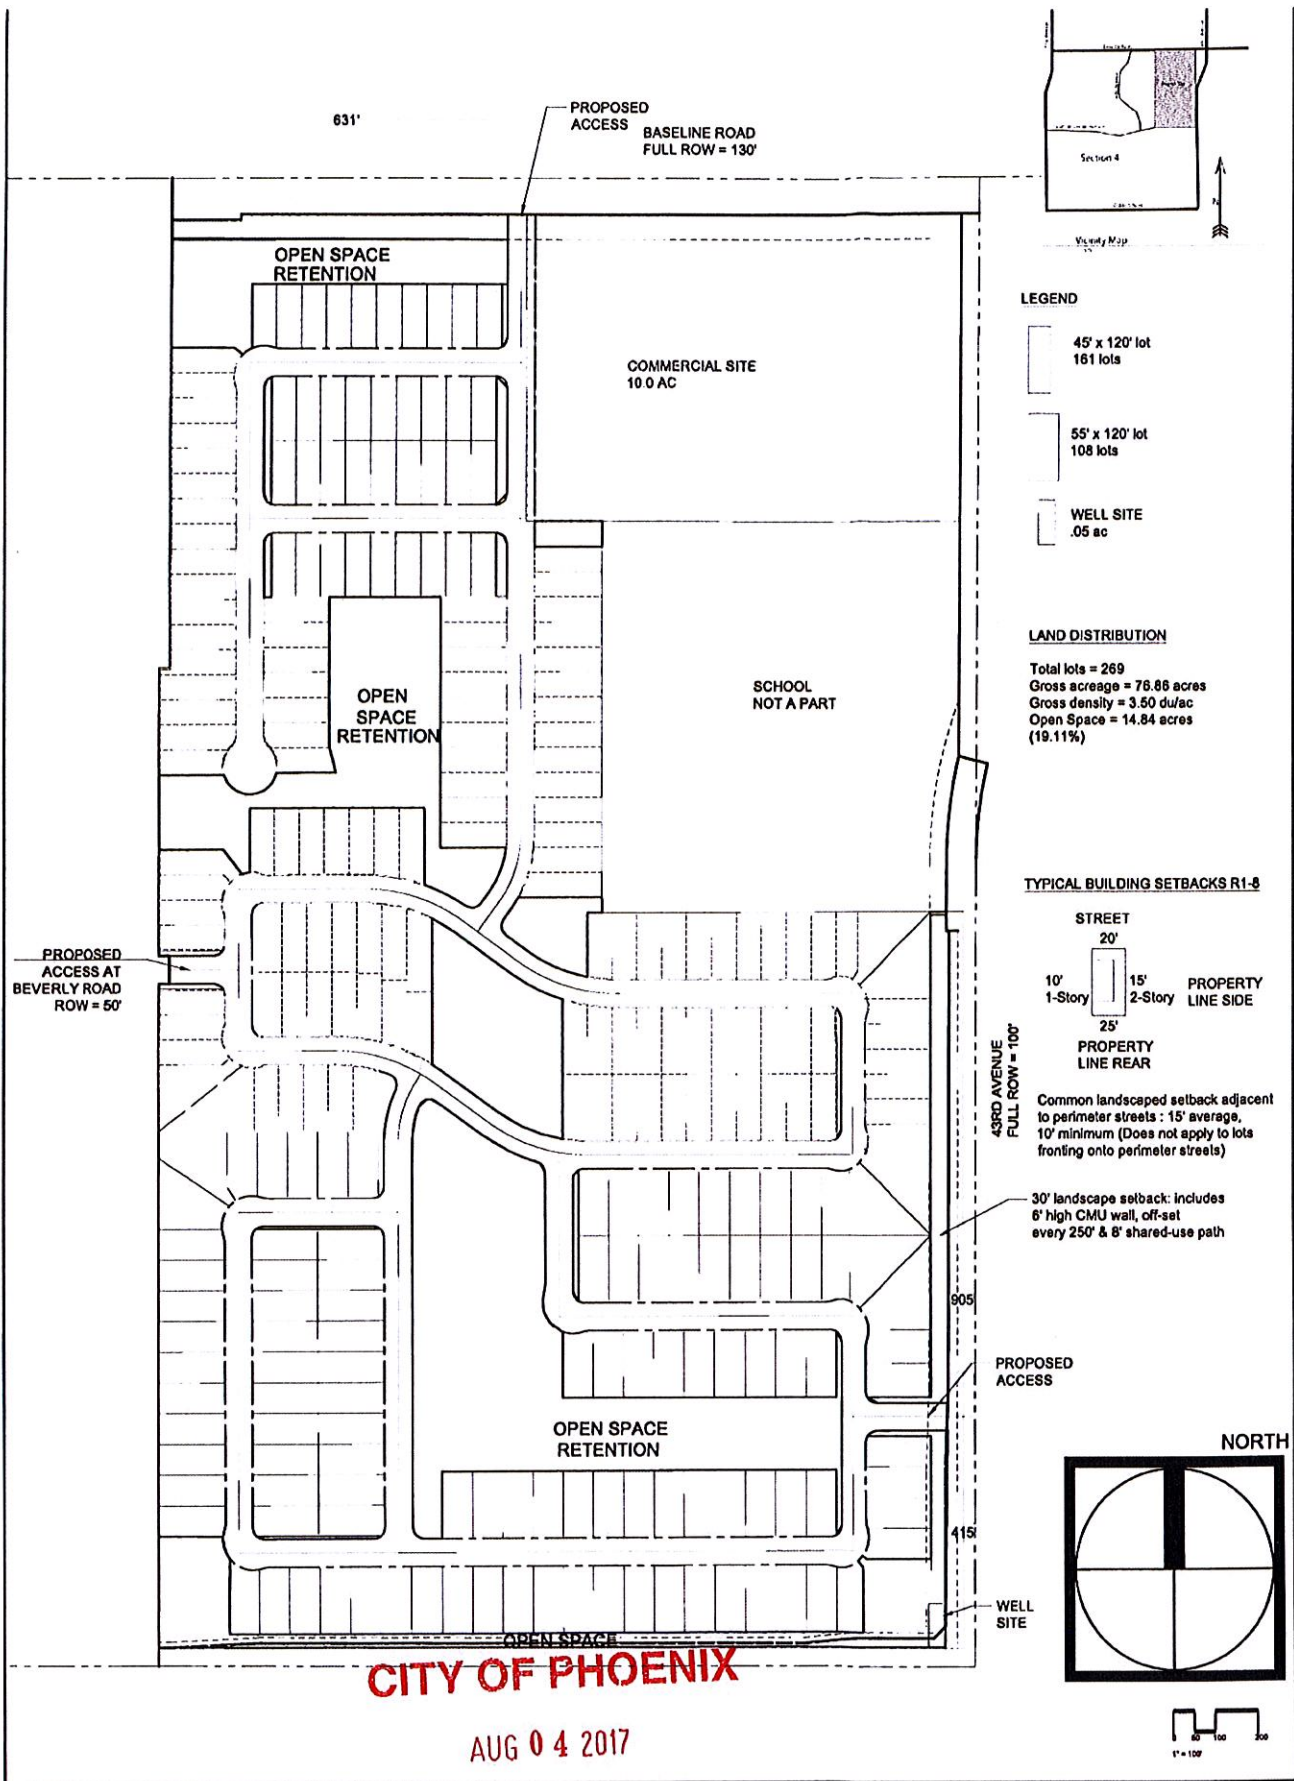 631'
PROPOSED
ACCESS
BASELINE ROAD
FULL ROW = 130'
Section 4
N
Vicinity Map
OPEN SPACE
RETENTION
COMMERCIAL SITE
10.0 AC
LEGEND
45' x 120' lot
161 lots
55' x 120' lot
108 lots
WELL SITE
.05 ac
LAND DISTRIBUTION
Total lots = 269
Gross acreage = 76.86 acres
Gross density = 3.50 du/ac
Open Space = 14.84 acres
(19.11%)
OPEN
SPACE
RETENTION
SCHOOL
NOT A PART
TYPICAL BUILDING SETBACKS R1-8
STREET
20'
10'
1-Story
15'
2-Story
PROPERTY
LINE SIDE
25'
PROPERTY
LINE REAR
PROPOSED
ACCESS AT
BEVERLY ROAD
ROW = 50'
43RD AVENUE
FULL ROW = 100'
Common landscaped setback adjacent
to perimeter streets : 15' average,
10' minimum (Does not apply to lots
fronting onto perimeter streets)
30' landscape setback: includes
6' high CMU wall, off-set
every 250' & 8' shared-use path
905
PROPOSED
ACCESS
OPEN SPACE
RETENTION
NORTH
415
WELL
SITE
OPEN SPACE
CITY OF PHOENIX
AUG 04 2017
1" = 100'